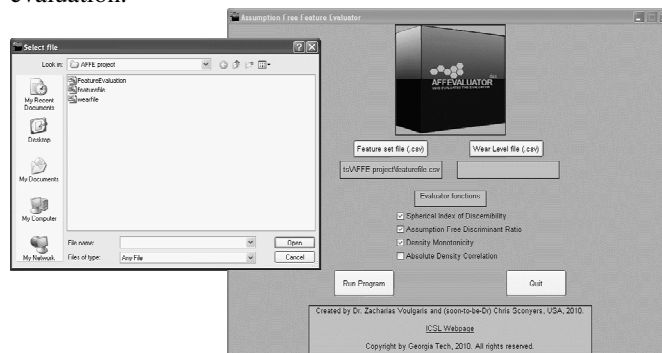 evaluation.
Assumption Free Feature Evaluator
Select file
Look in:
AFFE project
FeatureEvaluation
featurefile
wearfile
My Recent
Documents
Desktop
My Documents
My Computer
My Network
File name:
Open
Files of type:
Any File
Cancel
AFFEVALUATOR
Feature set file (.csv)
Wear Level file (.csv)
ts\AFFE project\featurefile.csv
Evaluator functions
Spherical Index of Discernibility
Assumption Free Discriminant Ratio
Density Monotonicity
Absolute Density Correlation
Run Program
Quit
Created by Dr. Zacharias Voulgaris and (soon-to-be-Dr) Chris Sconyers, USA, 2010.
ICSL Webpage
Copyright by Georgia Tech, 2010. All rights reserved.